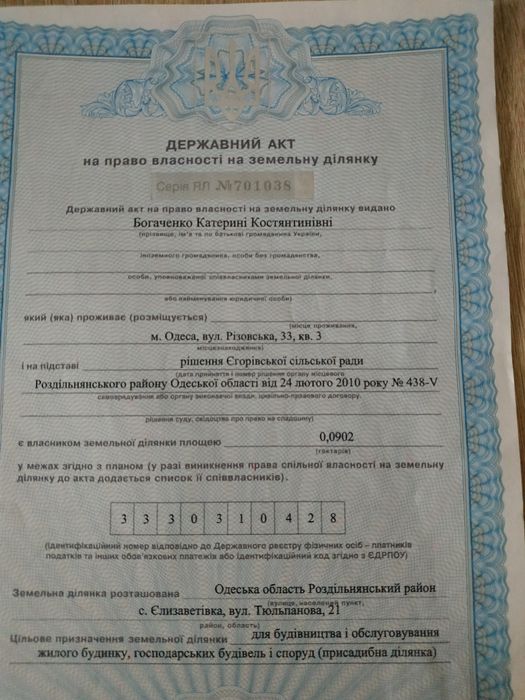 ДЕРЖАВНИЙ АКТ
на право власності на земельну ділянку
Серія ЯЛ №701038
Державний акт на право власності на земельну ділянку видано
Богаченко Катерині Костянтинівні
(прізвище, ім'я та по батькові громадянина України,
іноземного громадянина, особи без громадянства,
особи, уповноваженої співвласниками земельної ділянки,
або найменування юридичної особи)
який (яка) проживає (розміщується)
(місце проживання,
м. Одеса, вул. Різовська, 33, кв. 3
місцезнаходження)
і на підставі рішення Єгорівської сільської ради
(дата прийняття і номер рішення органу місцевого
Роздільнянського району Одеської області від 24 лютого 2010 року № 438-V
самоврядування або органу виконавчої влади, цивільно-правового договору,
рішення суду, свідоцтва про право на спадщину)
є власником земельної ділянки площею 0,0902
(гектарів)
у межах згідно з планом (у разі виникнення права спільної власності на земельну
ділянку до акта додається список її співвласників).
3 3 3 0 3 1 0 4 2 8
(ідентифікаційний номер відповідно до Державного реєстру фізичних осіб – платників
податків та інших обов'язкових платежів або ідентифікаційний код згідно з ЄДРПОУ)
Земельна ділянка розташована Одеська область Роздільнянський район
(вулиця, населений пункт,
с. Єлизаветівка, вул. Тюльпанова, 21
район, область)
Цільове призначення земельної ділянки для будівництва і обслуговування
жилого будинку, господарських будівель і споруд (присадибна ділянка)